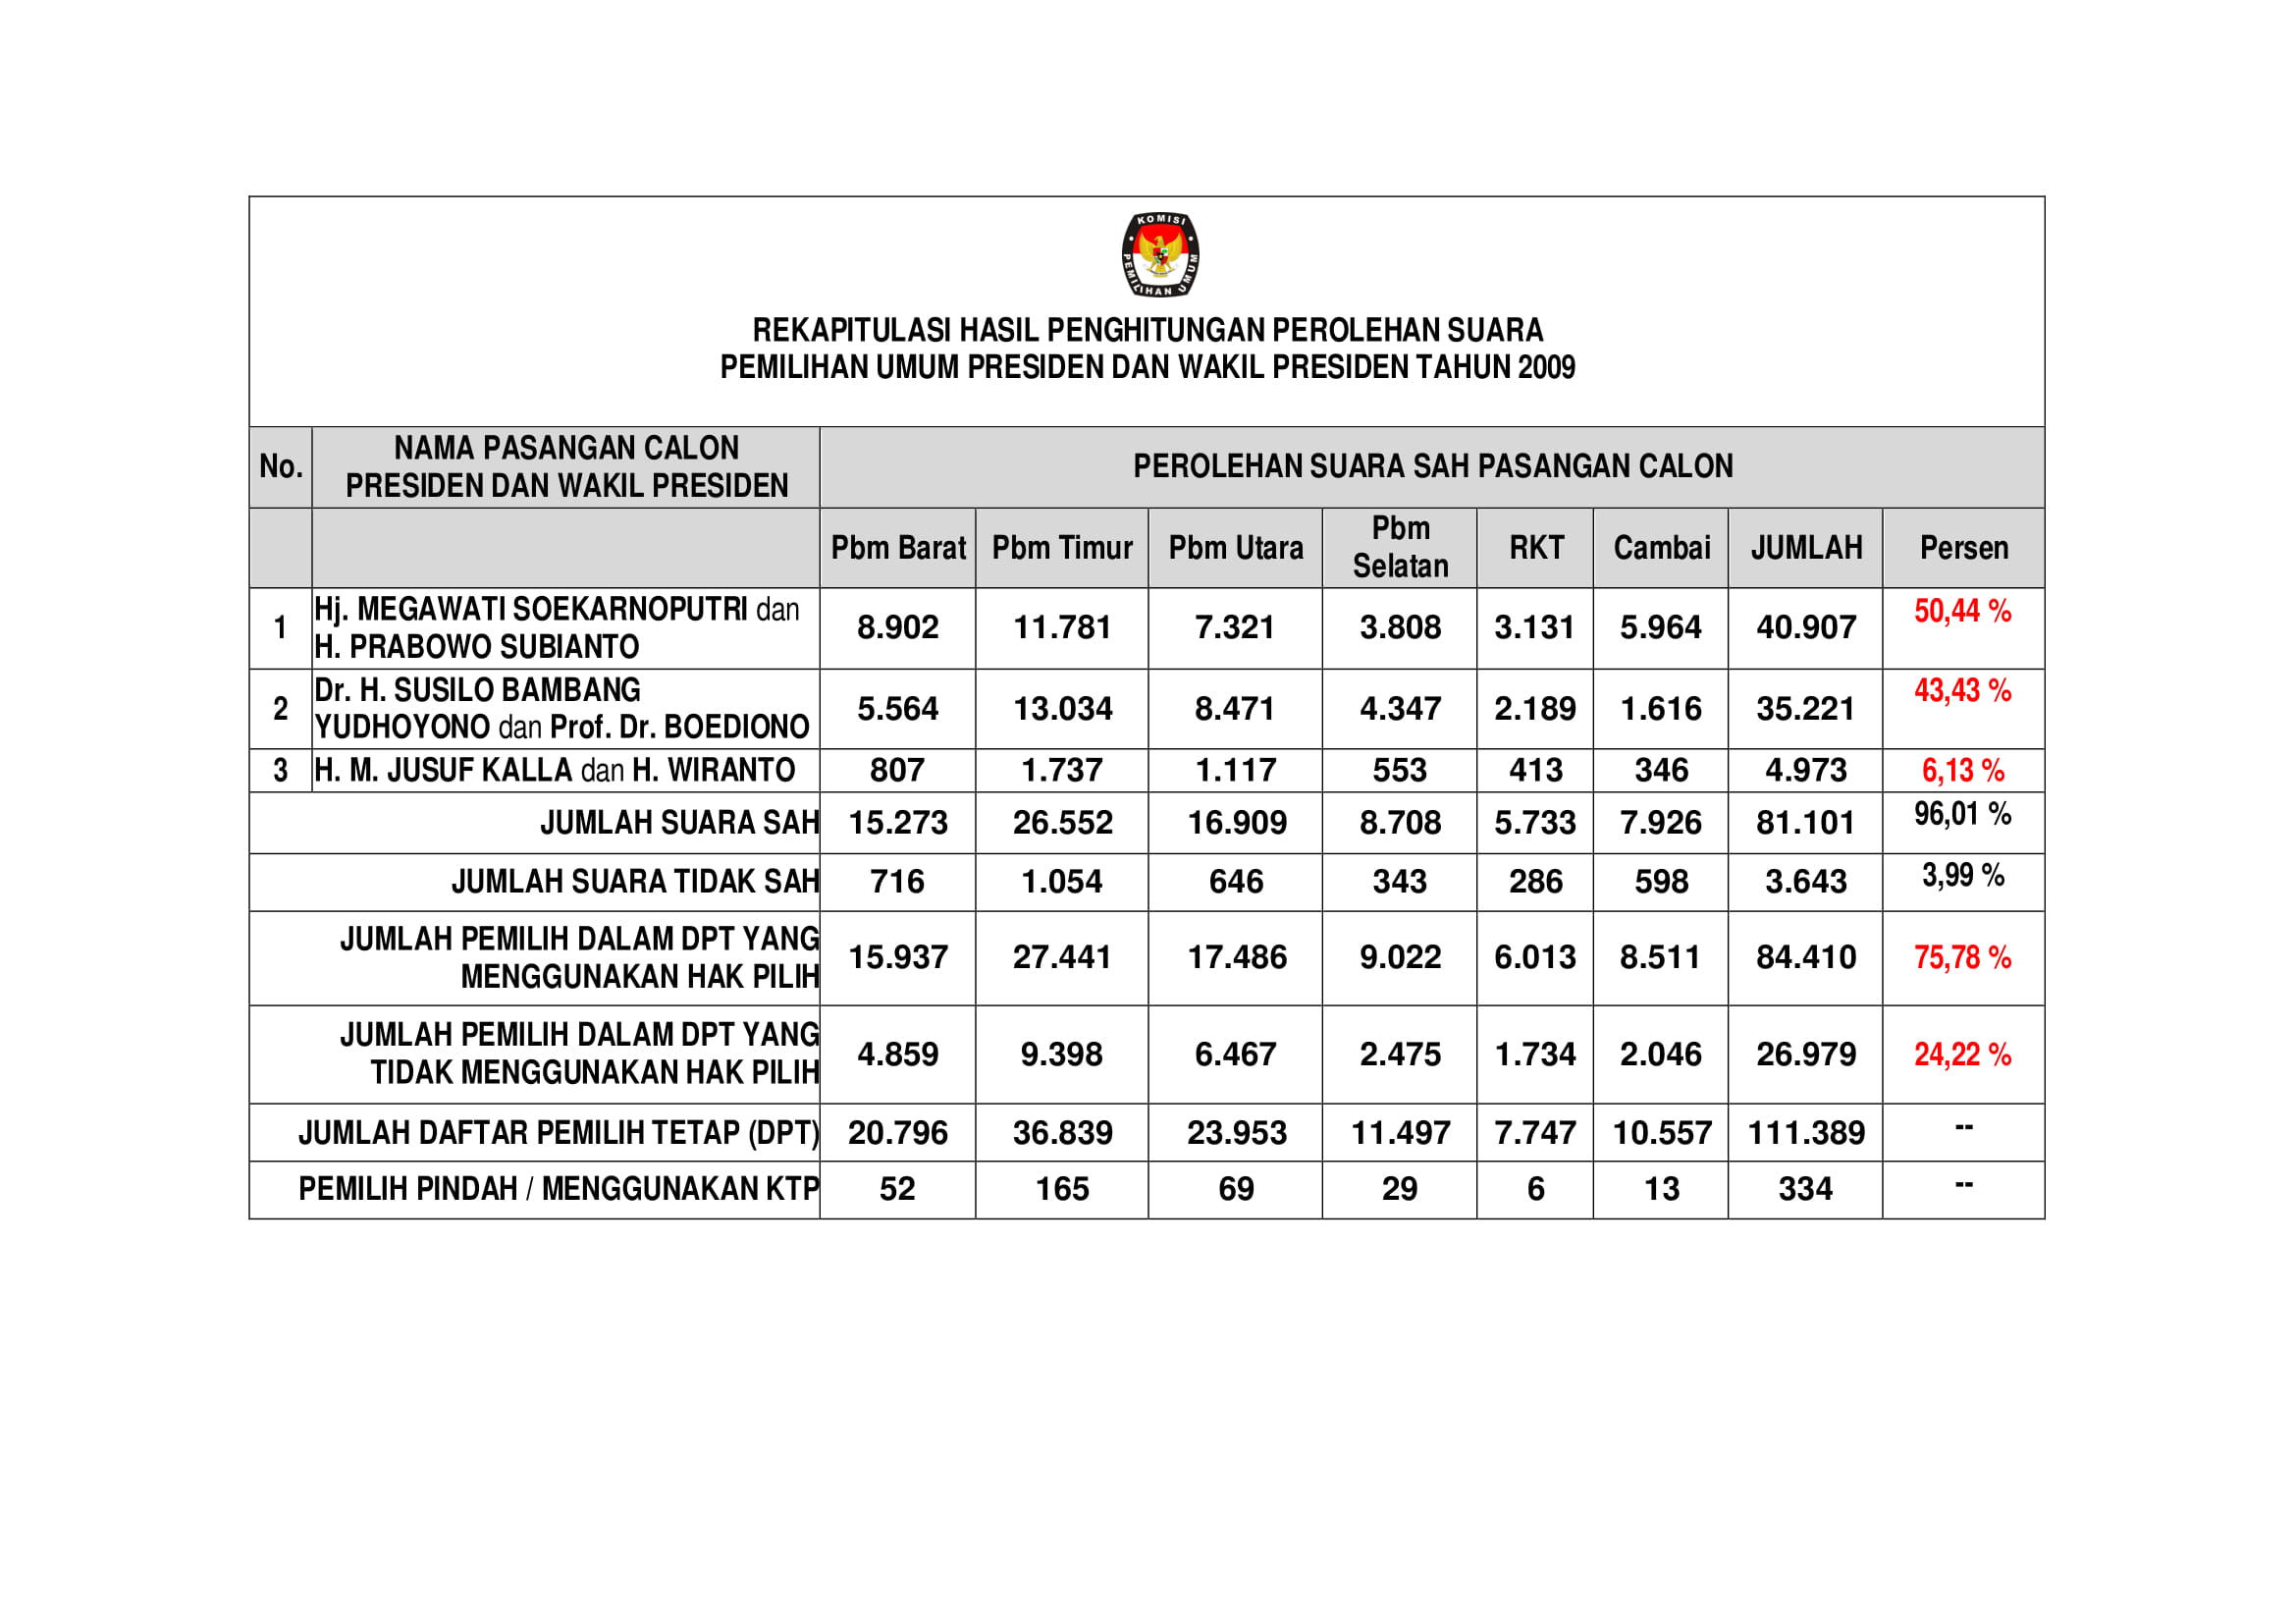 KOMISI
PEMILIHAN UMUM
REKAPITULASI HASIL PENGHITUNGAN PEROLEHAN SUARA
PEMILIHAN UMUM PRESIDEN DAN WAKIL PRESIDEN TAHUN 2009
No. NAMA PASANGAN CALON PEROLEHAN SUARA SAH PASANGAN CALON
PRESIDEN DAN WAKIL PRESIDEN
Pbm Barat Pbm Timur Pbm Utara Pbm RKT Cambai JUMLAH Persen
Selatan
1 Hj. MEGAWATI SOEKARNOPUTRI dan 8.902 11.781 7.321 3.808 3.131 5.964 40.907 50,44 %
H. PRABOWO SUBIANTO
2 Dr. H. SUSILO BAMBANG 5.564 13.034 8.471 4.347 2.189 1.616 35.221 43,43 %
YUDHOYONO dan Prof. Dr. BOEDIONO
3 H. M. JUSUF KALLA dan H. WIRANTO 807 1.737 1.117 553 413 346 4.973 6,13 %
JUMLAH SUARA SAH 15.273 26.552 16.909 8.708 5.733 7.926 81.101 96,01 %
JUMLAH SUARA TIDAK SAH 716 1.054 646 343 286 598 3.643 3,99 %
JUMLAH PEMILIH DALAM DPT YANG 15.937 27.441 17.486 9.022 6.013 8.511 84.410 75,78 %
MENGGUNAKAN HAK PILIH
JUMLAH PEMILIH DALAM DPT YANG 4.859 9.398 6.467 2.475 1.734 2.046 26.979 24,22 %
TIDAK MENGGUNAKAN HAK PILIH
JUMLAH DAFTAR PEMILIH TETAP (DPT) 20.796 36.839 23.953 11.497 7.747 10.557 111.389 --
PEMILIH PINDAH / MENGGUNAKAN KTP 52 165 69 29 6 13 334 --